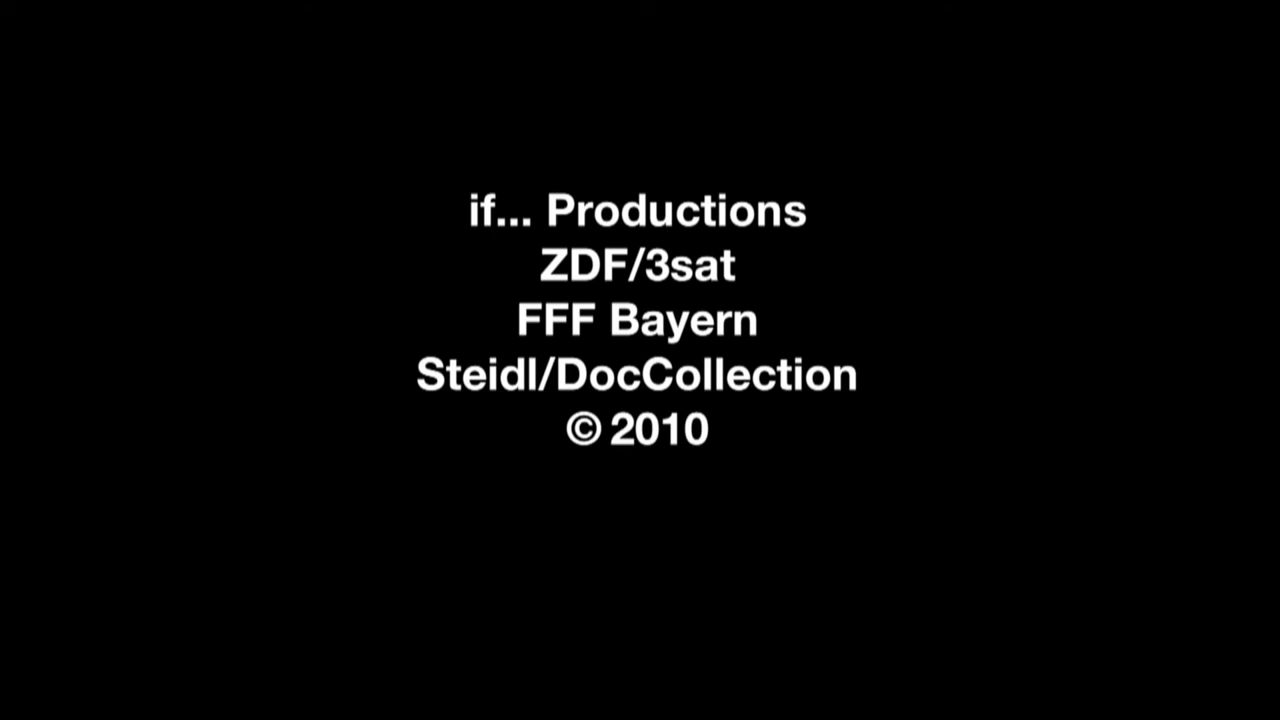 if... Productions
ZDF/3sat
FFF Bayern
Steidl/DocCollection
© 2010